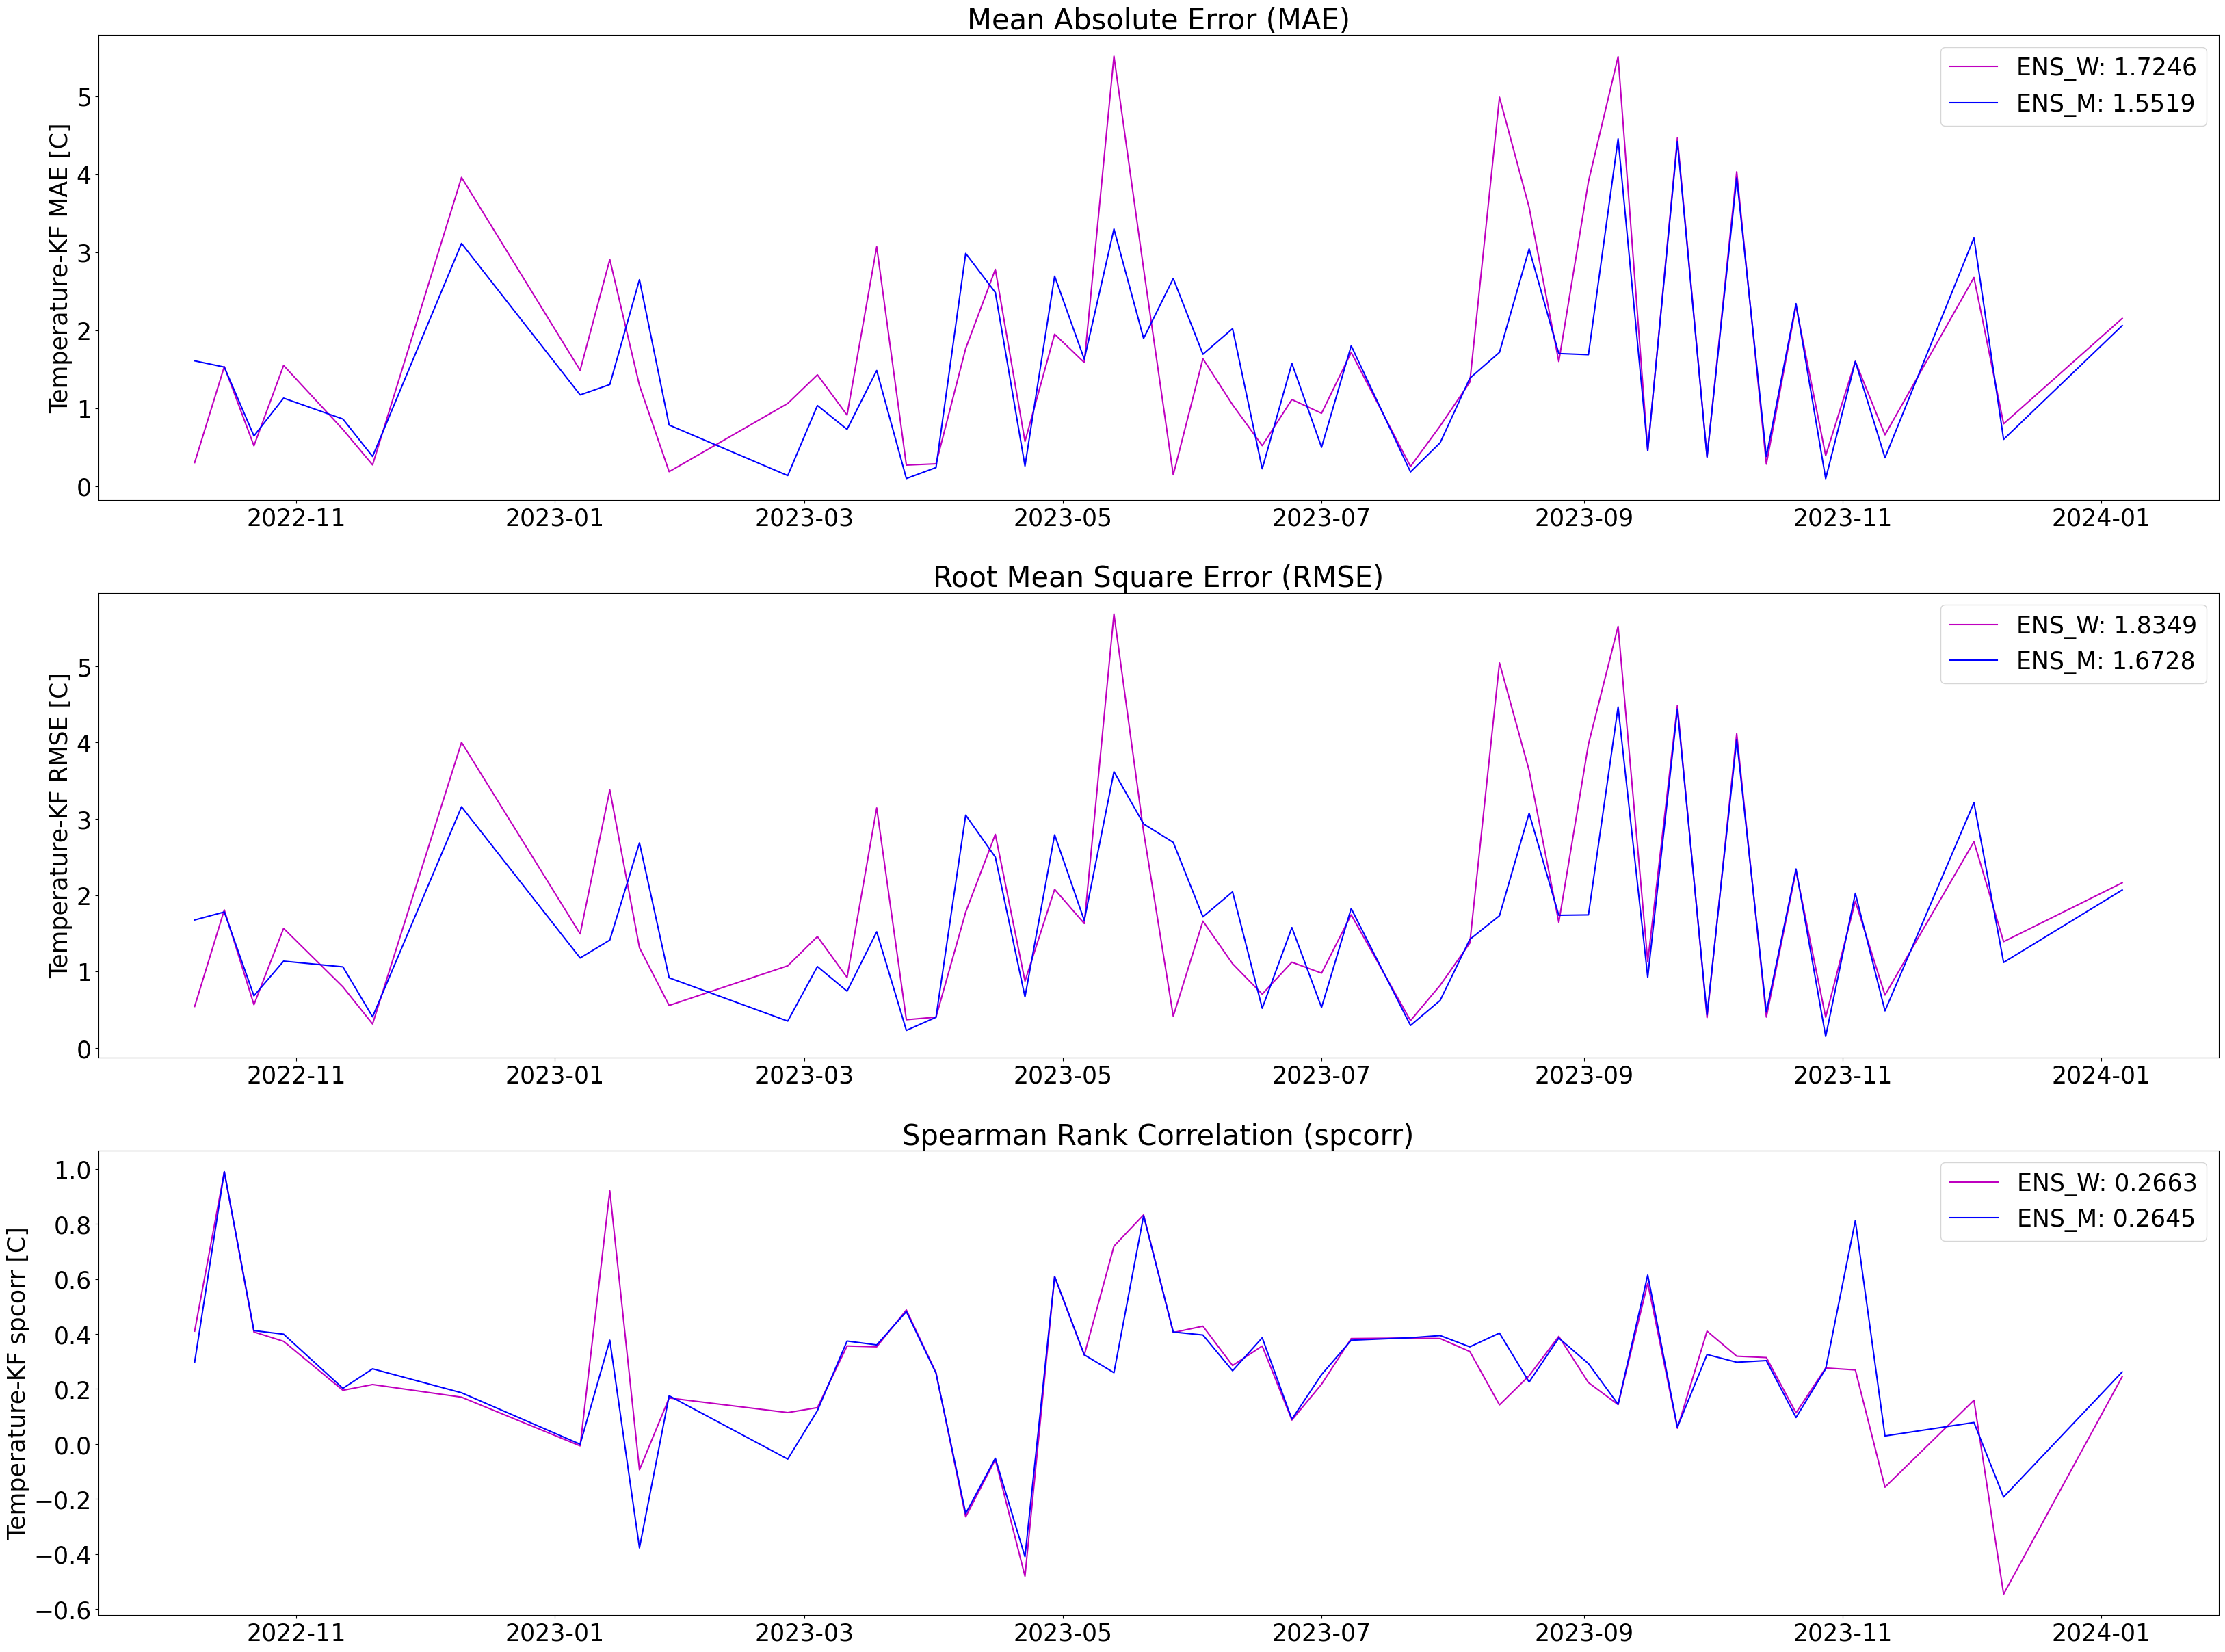 Mean Absolute Error (MAE)
Temperature-KF MAE [C]
5
4
3
2
1
0
ENS_W: 1.7246
ENS_M: 1.5519
2022-11 2023-01 2023-03 2023-05 2023-07 2023-09 2023-11 2024-01
Root Mean Square Error (RMSE)
Temperature-KF RMSE [C]
5
4
3
2
1
0
ENS_W: 1.8349
ENS_M: 1.6728
2022-11 2023-01 2023-03 2023-05 2023-07 2023-09 2023-11 2024-01
Spearman Rank Correlation (spcorr)
Temperature-KF spcorr [C]
1.0
0.8
0.6
0.4
0.2
0.0
−0.2
−0.4
−0.6
ENS_W: 0.2663
ENS_M: 0.2645
2022-11 2023-01 2023-03 2023-05 2023-07 2023-09 2023-11 2024-01